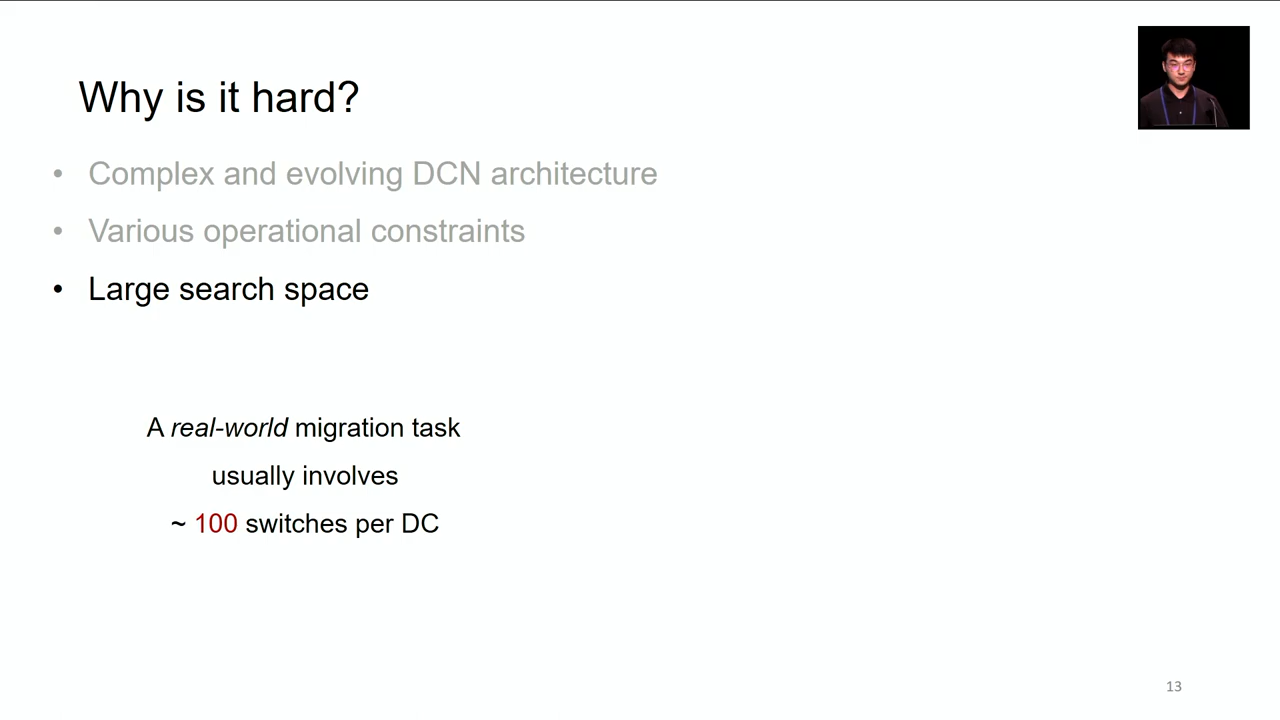 Why is it hard?
• Complex and evolving DCN architecture
• Various operational constraints
• Large search space
A real-world migration task
usually involves
~ 100 switches per DC
13